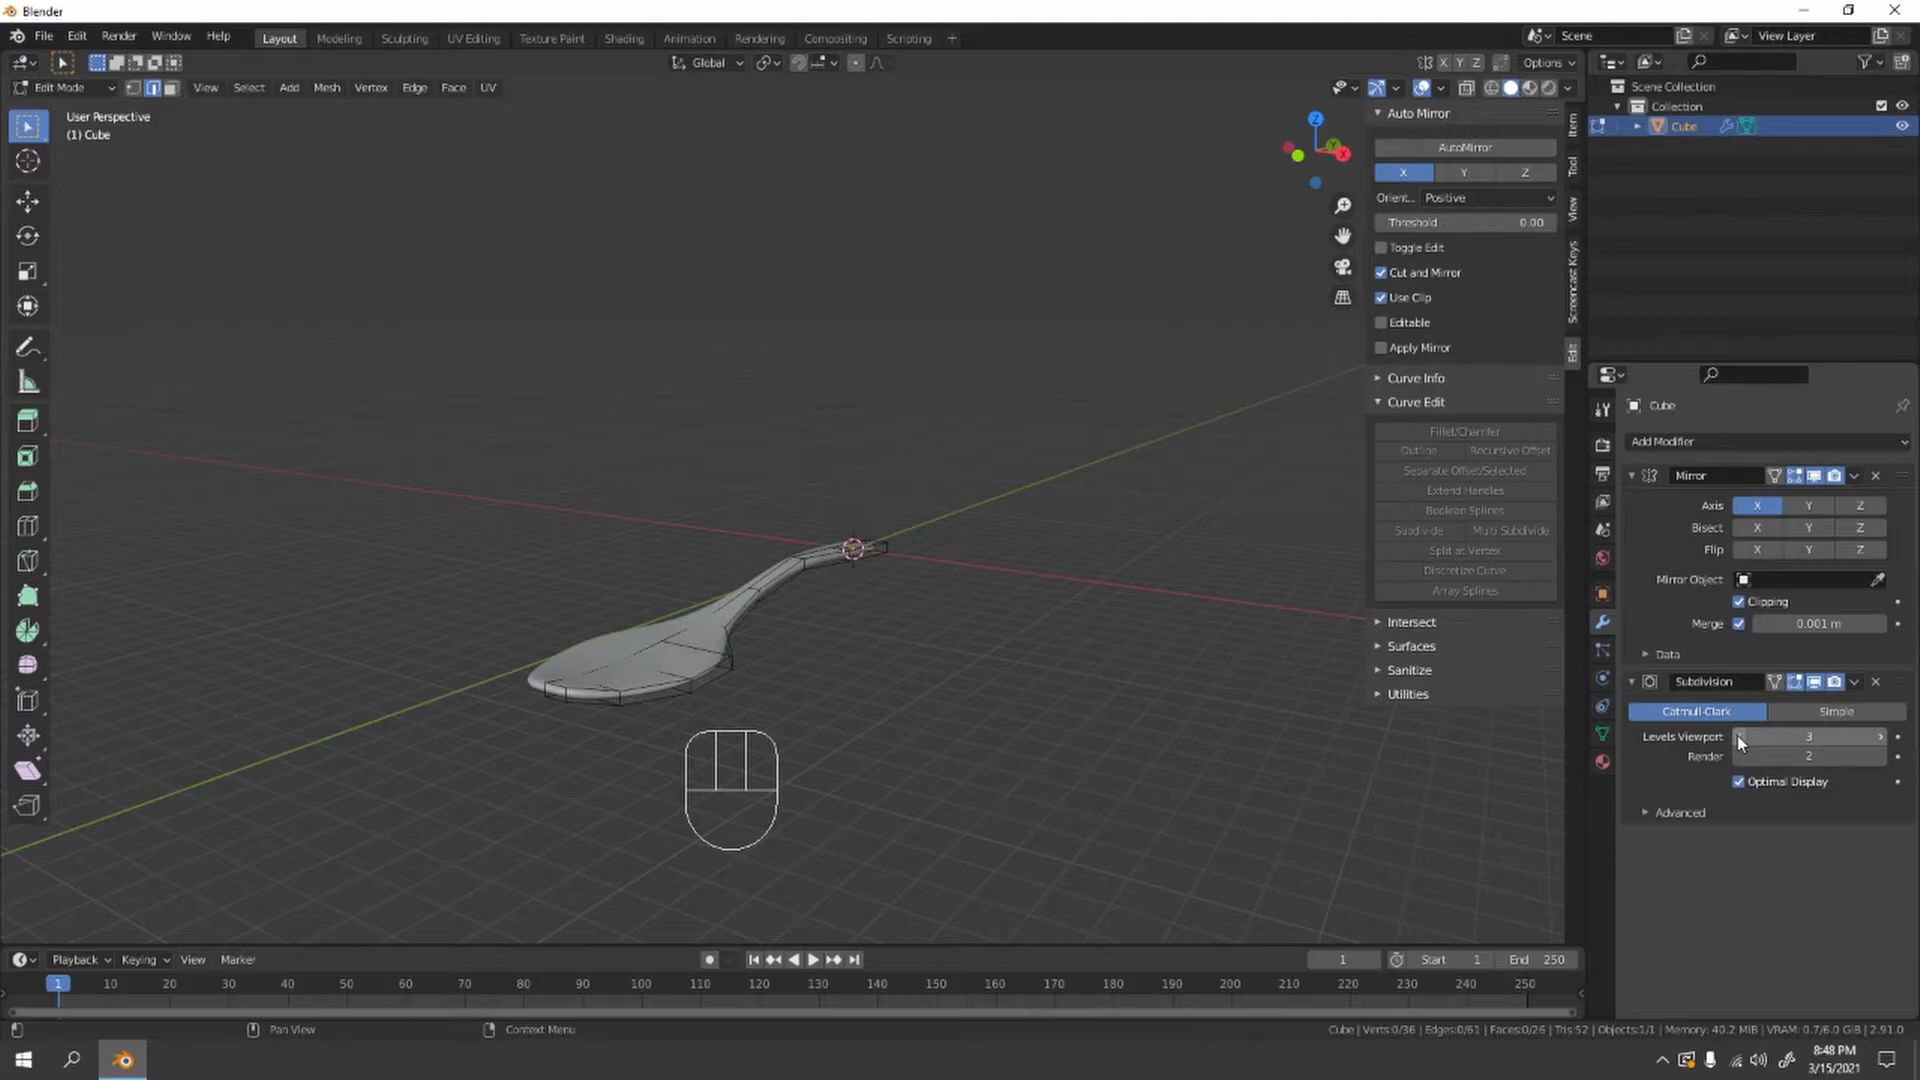 Blender
File Edit Render Window Help
Layout Modeling Sculpting UV Editing Texture Paint Shading Animation Rendering Compositing Scripting +
Scene
View Layer
Global
X Y Z
Options
Edit Mode
View Select Add Mesh Vertex Edge Face UV
User Perspective
(1) Cube
Z
Y
X
Auto Mirror
AutoMirror
X Y Z
Orient... Positive
Threshold 0.00
Toggle Edit
Cut and Mirror
Use Clip
Editable
Apply Mirror
Curve Info
Curve Edit
Fillet/Chamfer
Outline Recursive Offset
Separate Offset/Selected
Extend Handles
Boolean Splines
Subdivide Multi Subdivide
Split at Vertex
Discretize Curve
Array Splines
Intersect
Surfaces
Sanitize
Utilities
Item
Tool
View
Screencast Keys
Edit
Scene Collection
Collection
Cube
Cube
Add Modifier
Mirror
Axis X Y Z
Bisect X Y Z
Flip X Y Z
Mirror Object
Clipping
Merge 0.001 m
Data
Subdivision
Catmull-Clark Simple
Levels Viewport 3
Render 2
Optimal Display
Advanced
Playback Keying View Marker
1 Start 1 End 250
1 10 20 30 40 50 60 70 80 90 100 110 120 130 140 150 160 170 180 190 200 210 220 230 240 250
Pan View
Context Menu
Cube | Verts:0/36 | Edges:0/61 | Faces:0/26 | Tris:52 | Objects:1/1 | Memory: 40.2 MiB | VRAM: 0.7/6.0 GiB | 2.91.0
8:48 PM
3/15/2021